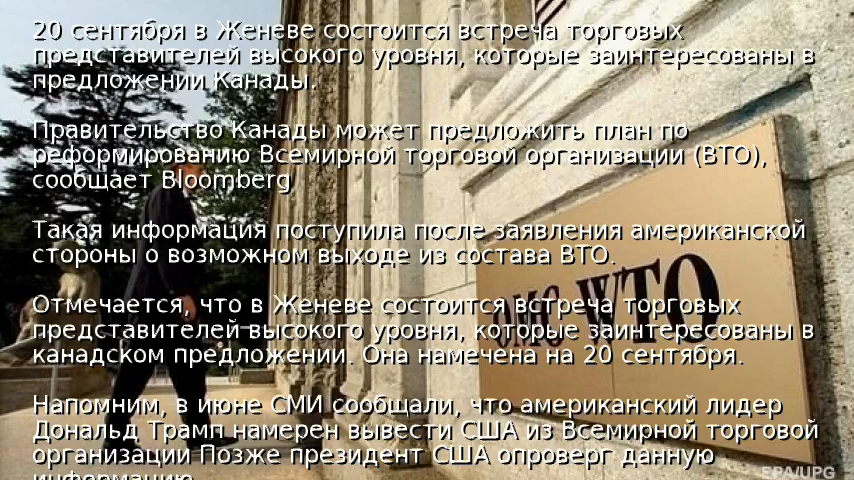 20 сентября в Женеве состоится встреча торговых
представителей высокого уровня, которые заинтересованы в
предложении Канады.
Правительство Канады может предложить план по
реформированию Всемирной торговой организации (ВТО),
сообщает Bloomberg
Такая информация поступила после заявления американской
стороны о возможном выходе из состава ВТО.
Отмечается, что в Женеве состоится встреча торговых
представителей высокого уровня, которые заинтересованы в
канадском предложении. Она намечена на 20 сентября.
Напомним, в июне СМИ сообщали, что американский лидер
Дональд Трамп намерен вывести США из Всемирной торговой
организации Позже президент США опроверг данную
информацию
OMC WTO
EPA/UPG